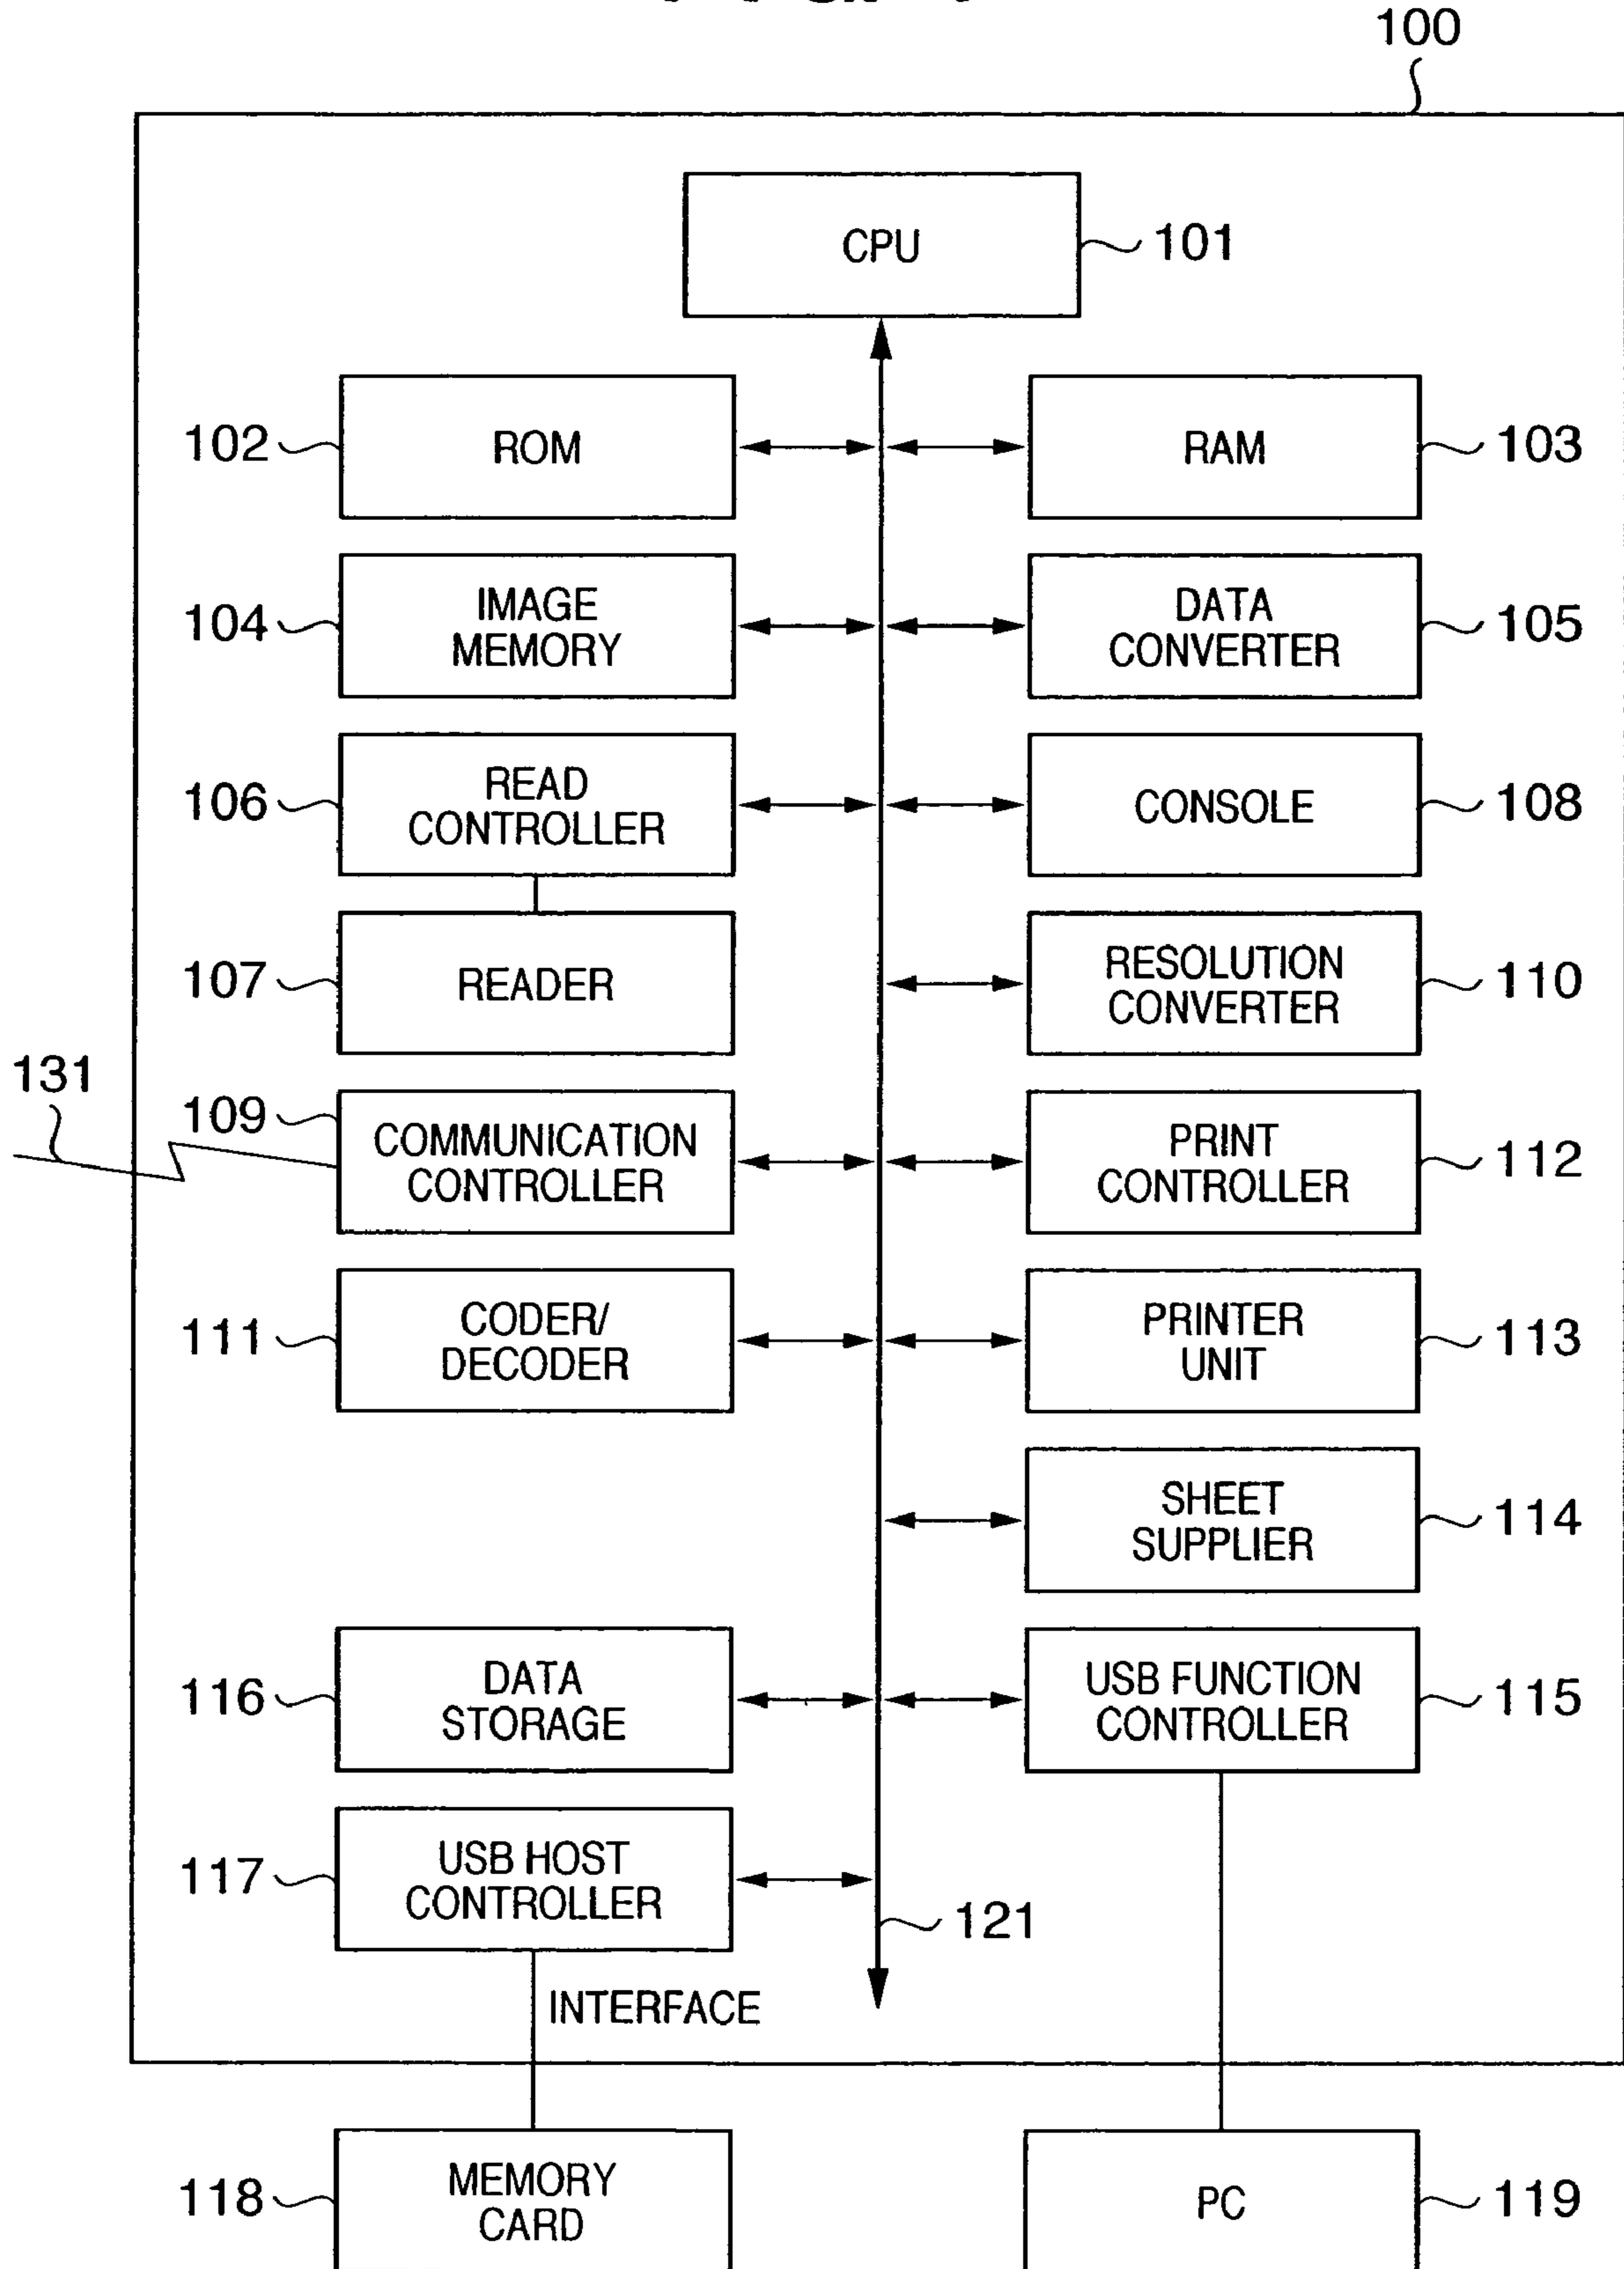 100
CPU
101
102
ROM
RAM
103
104
IMAGE
MEMORY
DATA
CONVERTER
105
106
READ
CONTROLLER
CONSOLE
108
107
READER
RESOLUTION
CONVERTER
110
131
109
COMMUNICATION
CONTROLLER
PRINT
CONTROLLER
112
111
CODER/
DECODER
PRINTER
UNIT
113
SHEET
SUPPLIER
114
116
DATA
STORAGE
USB FUNCTION
CONTROLLER
115
117
USB HOST
CONTROLLER
121
INTERFACE
118
MEMORY
CARD
PC
119